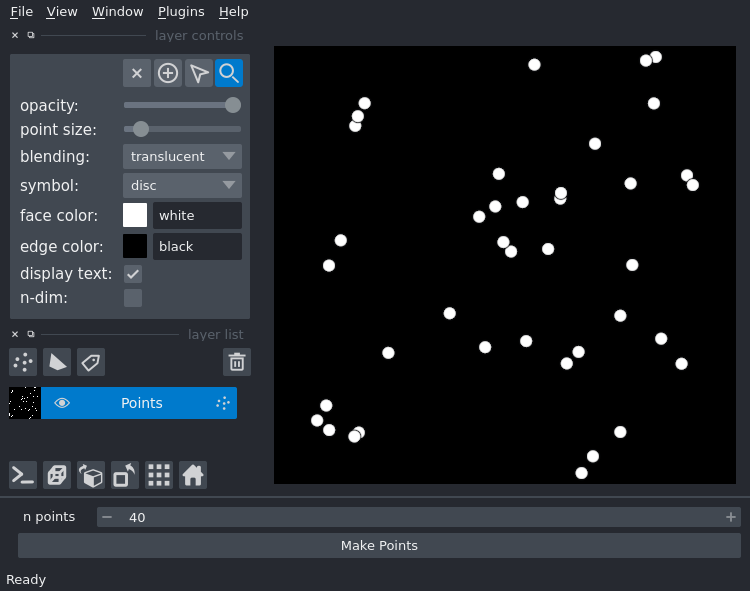 File View Window Plugins Help
layer controls
opacity:
point size:
blending: translucent
symbol: disc
face color: white
edge color: black
display text:
n-dim:
layer list
Points
n points 40
Make Points
Ready